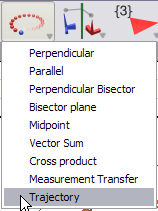 {3}
Perpendicular
Parallel
Perpendicular Bisector
Bisector plane
Midpoint
Vector Sum
Cross product
Measurement Transfer
Trajectory